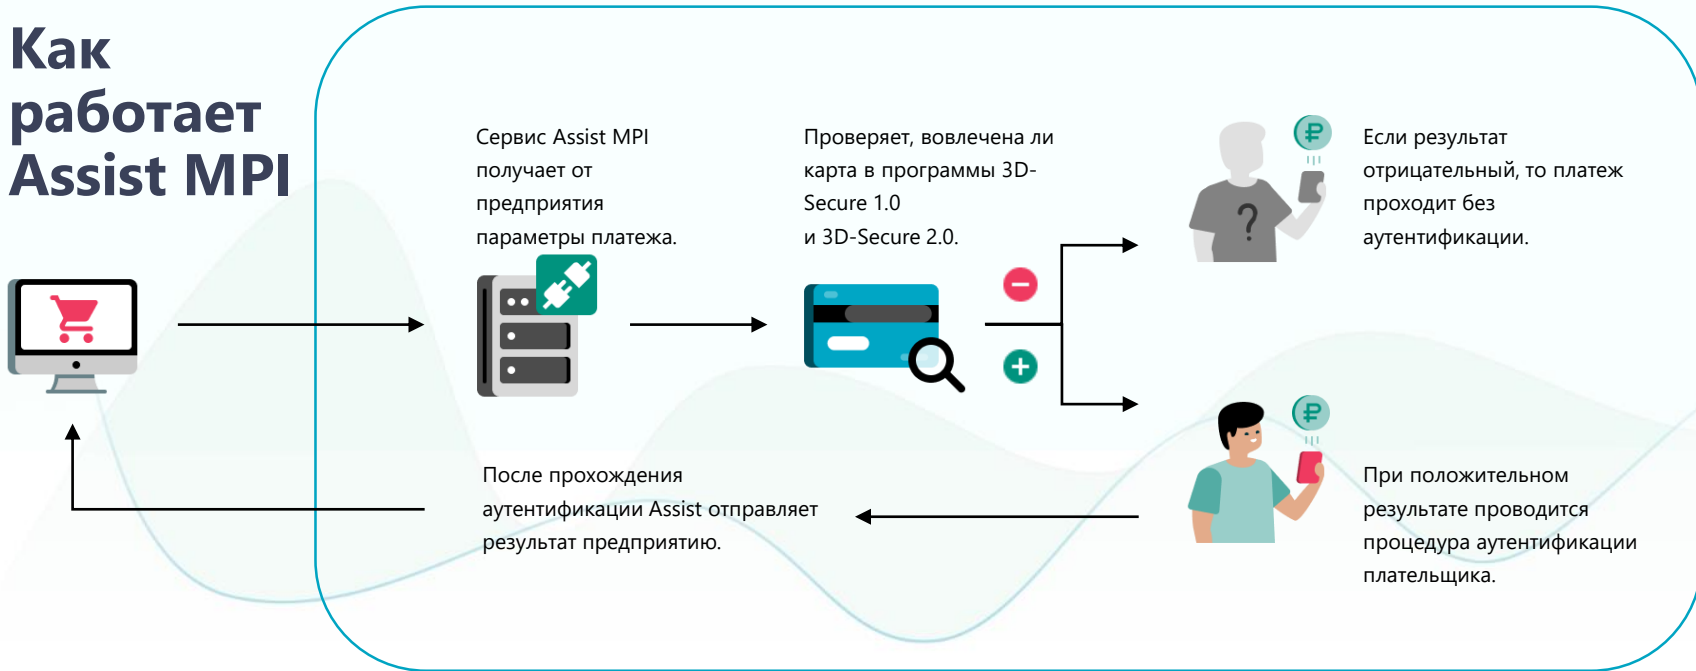 Как
работает
Assist MPI
Сервис Assist MPI
получает от
предприятия
параметры платежа.
Проверяет, вовлечена ли
карта в программы 3D-
Secure 1.0
и 3D-Secure 2.0.
Если результат
отрицательный, то платеж
проходит без
аутентификации.
?
₽
После прохождения
аутентификации Assist отправляет
результат предприятию.
₽
При положительном
результате проводится
процедура аутентификации
плательщика.